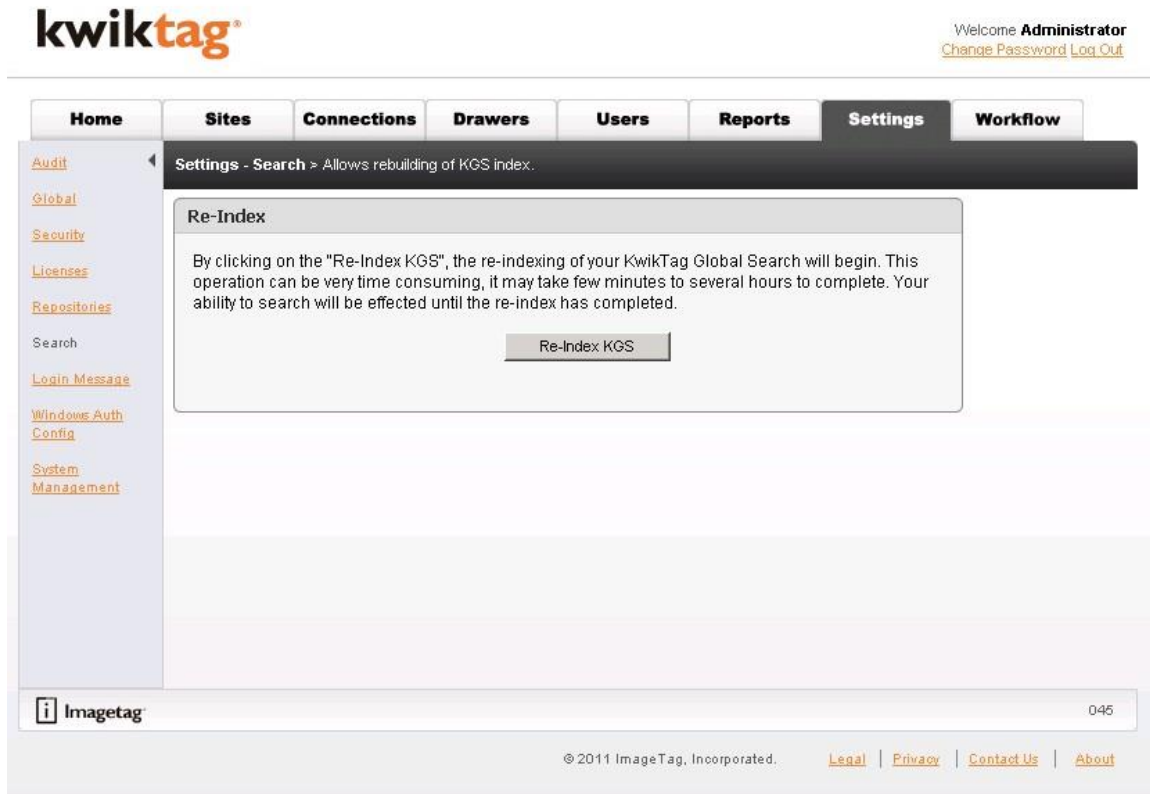 kwiktag®
Welcome Administrator
Change Password Log Out
Home Sites Connections Drawers Users Reports Settings Workflow
Audit
Global
Security
Licenses
Repositories
Search
Login Message
Windows Auth
Config
System
Management
Settings - Search > Allows rebuilding of KGS index.
Re-Index
By clicking on the "Re-Index KGS", the re-indexing of your KwikTag Global Search will begin. This
operation can be very time consuming, it may take few minutes to several hours to complete. Your
ability to search will be effected until the re-index has completed.
Re-Index KGS
i Imagetag
045
© 2011 ImageTag, Incorporated.
Legal | Privacy | Contact Us | About